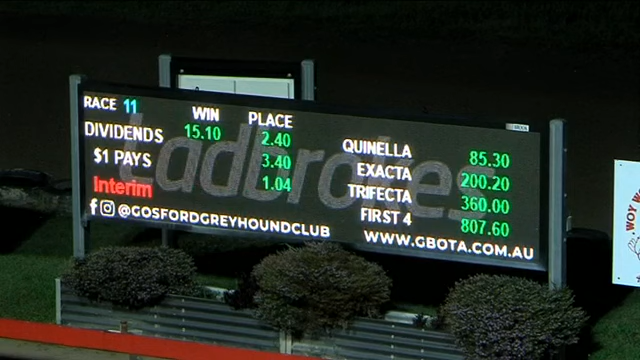 RACE 11
WIN PLACE
DIVIDENDS 15.10 2.40
$1 PAYS 3.40
Interim 1.04
QUINELLA 85.30
EXACTA 200.20
TRIFECTA 360.00
FIRST 4 807.60
@GOSFORDGREYHOUNDCLUB
WWW.GBOTA.COM.AU
Ladbrokes
WOY W